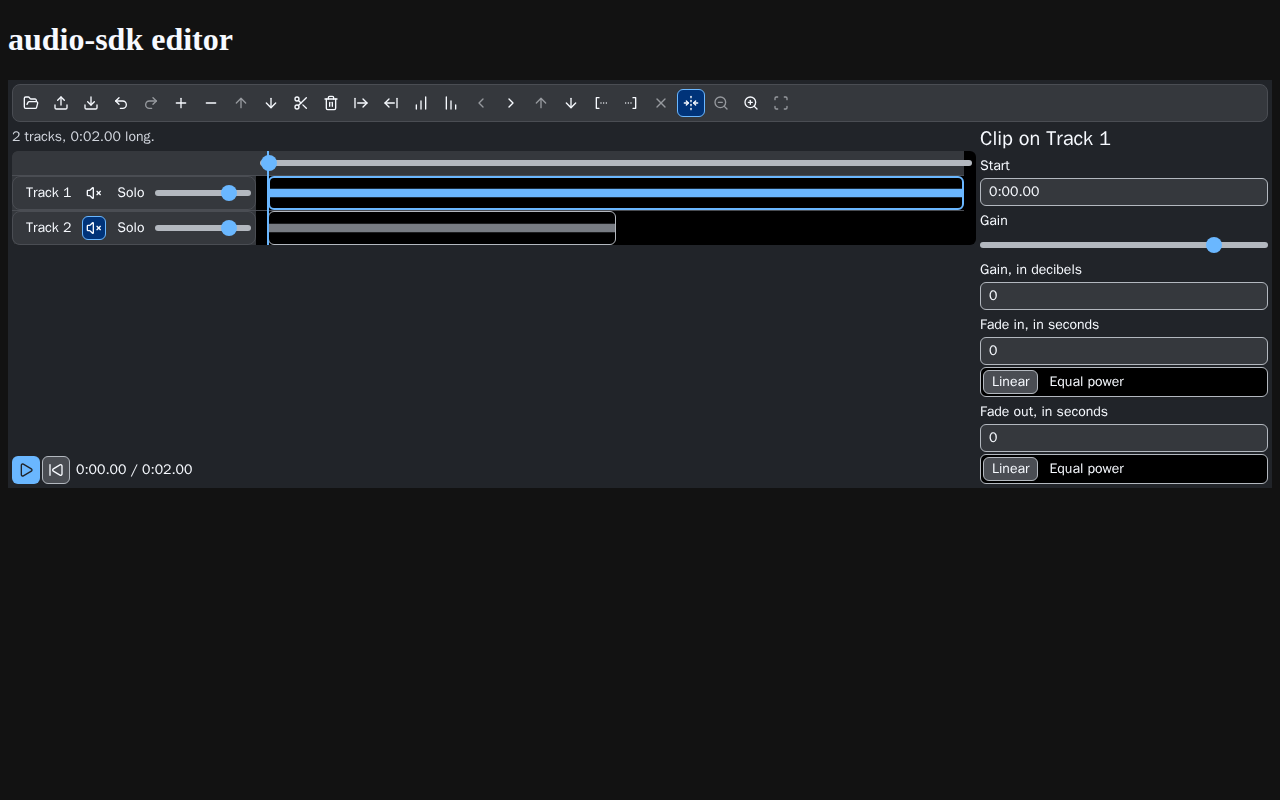 audio-sdk editor
2 tracks, 0:02.00 long.
Clip on Track 1
Start
0:00.00
Track 1 Solo
Track 2 Solo
Gain
Gain, in decibels
0
Fade in, in seconds
0
Linear Equal power
Fade out, in seconds
0
Linear Equal power
0:00.00 / 0:02.00